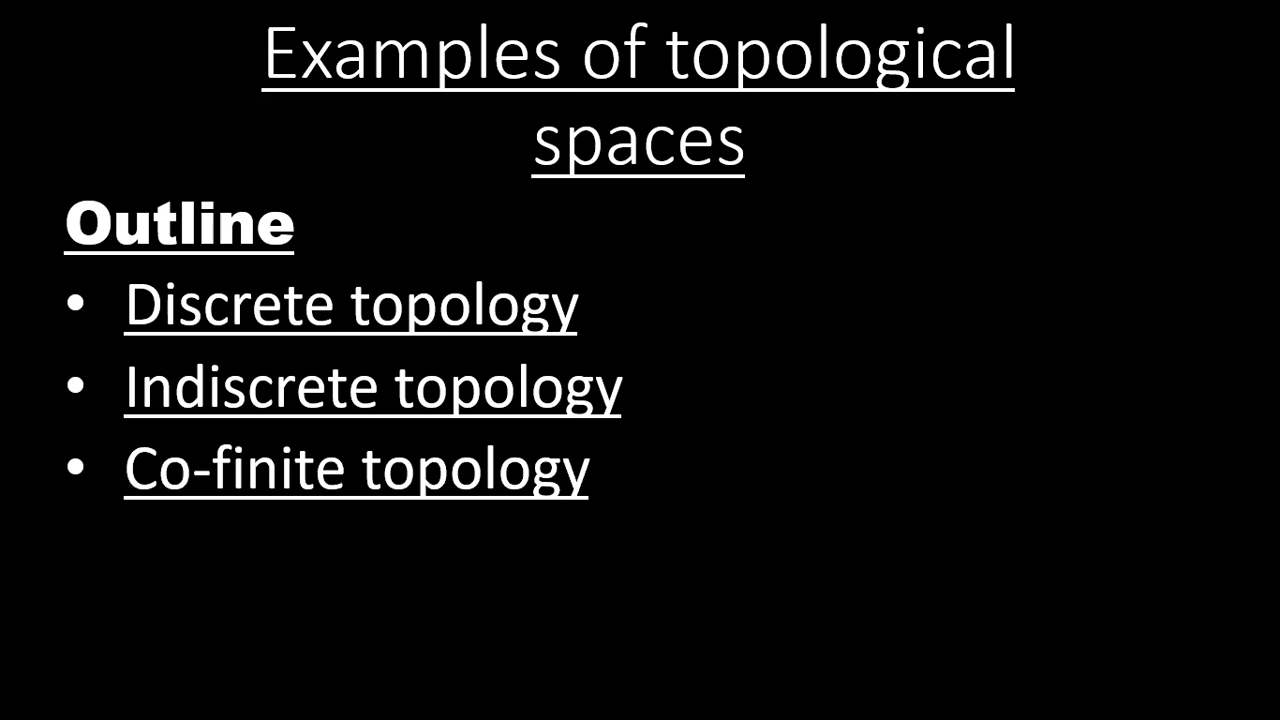 Examples of topological
spaces
Outline
• Discrete topology
• Indiscrete topology
• Co-finite topology